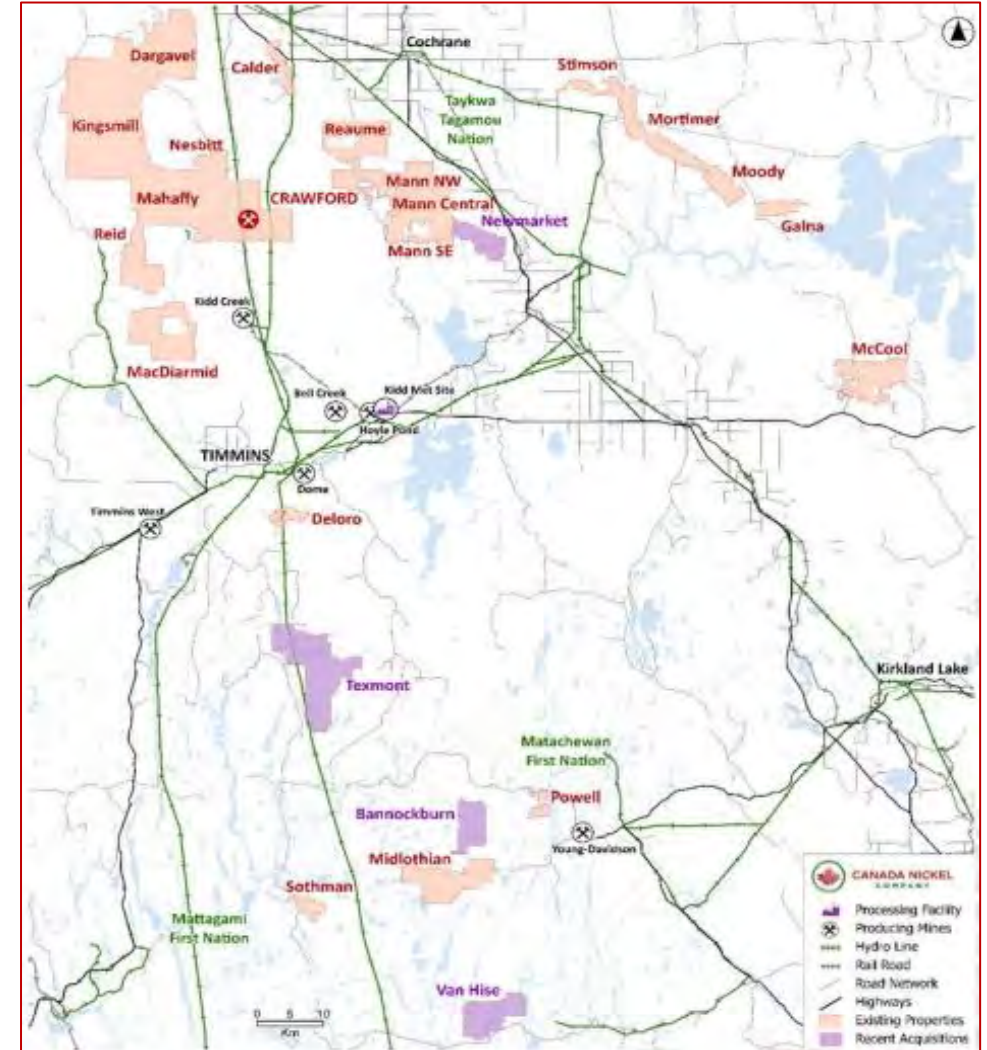 Cochrane
Dargavel
Calder
Stimson
Taykwa
Tagamou
Nation
Mortimer
Kingsmill
Reaume
Nesbitt
Moody
Mann NW
Mahaffy
CRAWFORD
Mann Central
Newmarket
Galna
Reid
Mann SE
Kidd Creek
McCool
MacDiarmid
Kidd Met Site
Bell Creek
Hoyle Pond
TIMMINS
Dome
Timmins West
Deloro
Kirkland Lake
Texmont
Matachewan
First Nation
Powell
Bannockburn
Young-Davidson
Midlothian
Sothman
Mattagami
First Nation
Van Hise
0 5 10
Km
CANADA NICKEL
COMPANY
Processing Facility
Producing Mines
Hydro Line
Rail Road
Road Network
Highways
Existing Properties
Recent Acquisitions